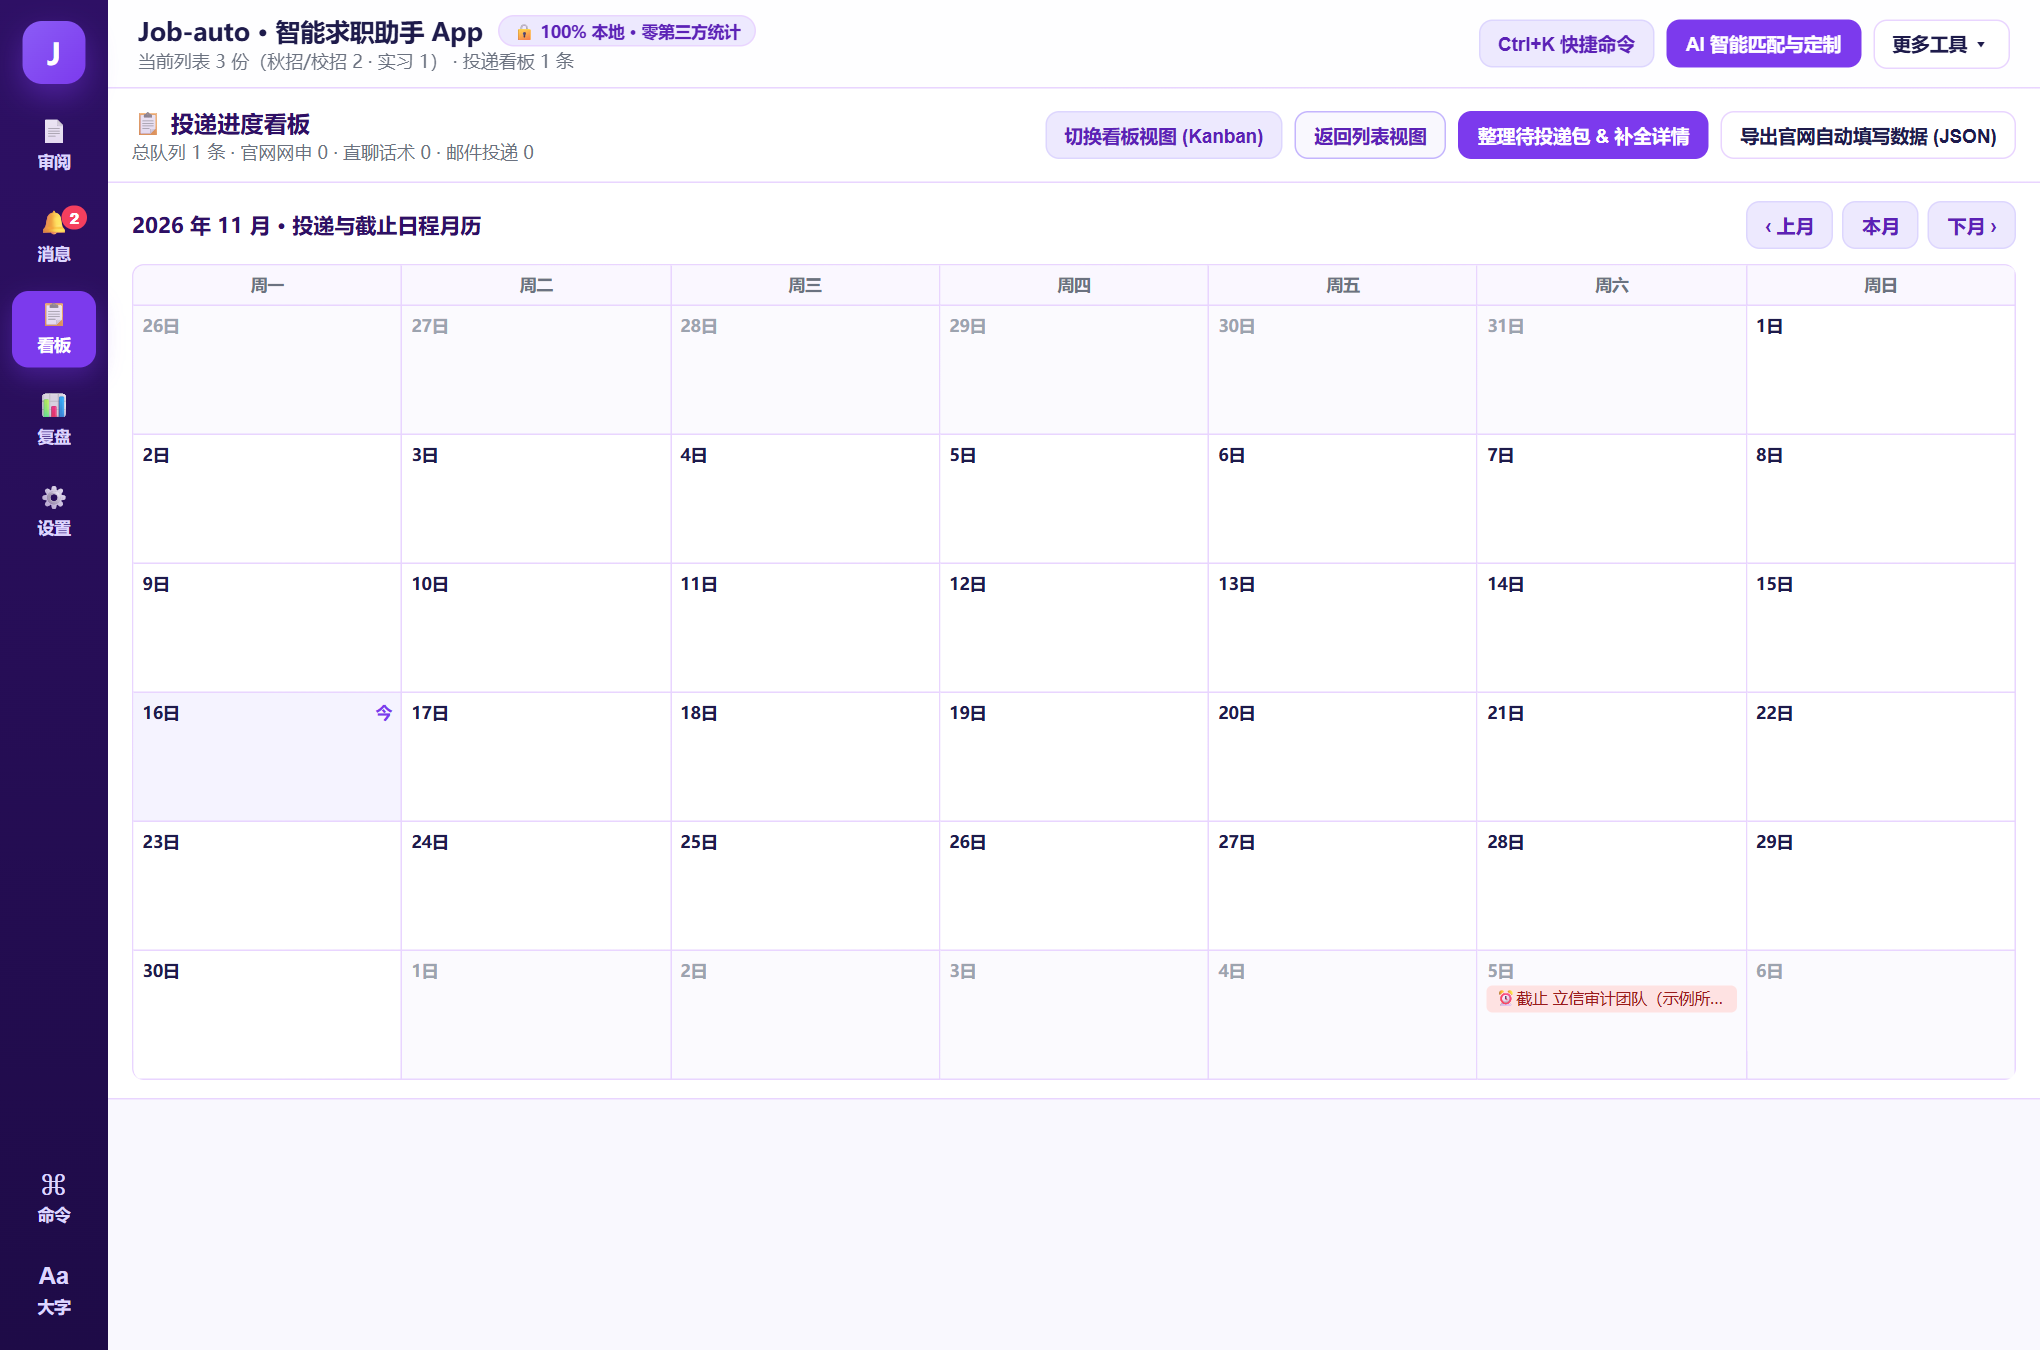 J
审阅
2
消息
看板
复盘
设置
⌘
命令
Aa
大字
Job-auto • 智能求职助手 App
100% 本地 • 零第三方统计
当前列表 3 份（秋招/校招 2 · 实习 1） · 投递看板 1 条
Ctrl+K 快捷命令
AI 智能匹配与定制
更多工具 ▾
投递进度看板
总队列 1 条 · 官网网申 0 · 直聊话术 0 · 邮件投递 0
切换看板视图 (Kanban)
返回列表视图
整理待投递包 & 补全详情
导出官网自动填写数据 (JSON)
2026 年 11 月 • 投递与截止日程月历
‹ 上月
本月
下月 ›
周一 周二 周三 周四 周五 周六 周日
26日 27日 28日 29日 30日 31日 1日
2日 3日 4日 5日 6日 7日 8日
9日 10日 11日 12日 13日 14日 15日
16日 今 17日 18日 19日 20日 21日 22日
23日 24日 25日 26日 27日 28日 29日
30日 1日 2日 3日 4日 5日 6日
截止 立信审计团队（示例所...